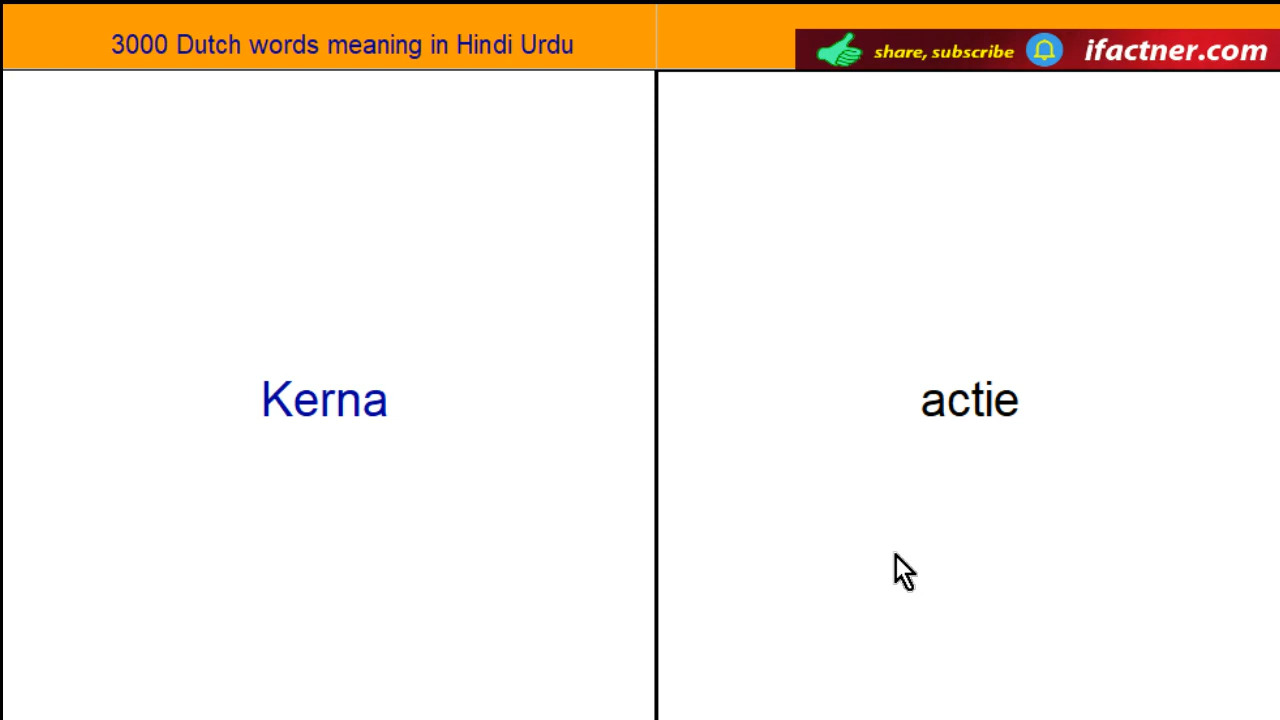 3000 Dutch words meaning in Hindi Urdu
share, subscribe
ifactner.com
Kerna
actie